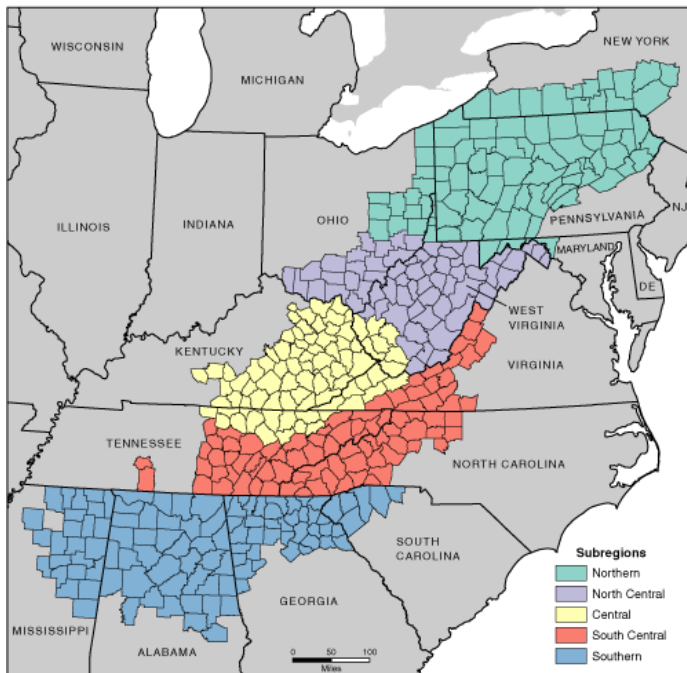 WISCONSIN
MICHIGAN
NEW YORK
ILLINOIS
INDIANA
OHIO
PENNSYLVANIA
NJ
MARYLAND
DE
WEST
VIRGINIA
KENTUCKY
VIRGINIA
TENNESSEE
NORTH CAROLINA
SOUTH
CAROLINA
GEORGIA
MISSISSIPPI
ALABAMA
0 50 100
Miles
Subregions
Northern
North Central
Central
South Central
Southern